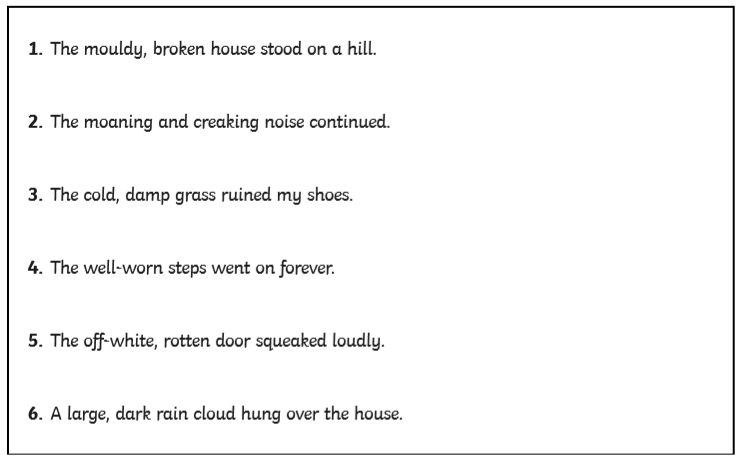 1. The mouldy, broken house stood on a hill.
2. The moaning and creaking noise continued.
3. The cold, damp grass ruined my shoes.
4. The well-worn steps went on forever.
5. The off-white, rotten door squeaked loudly.
6. A large, dark rain cloud hung over the house.